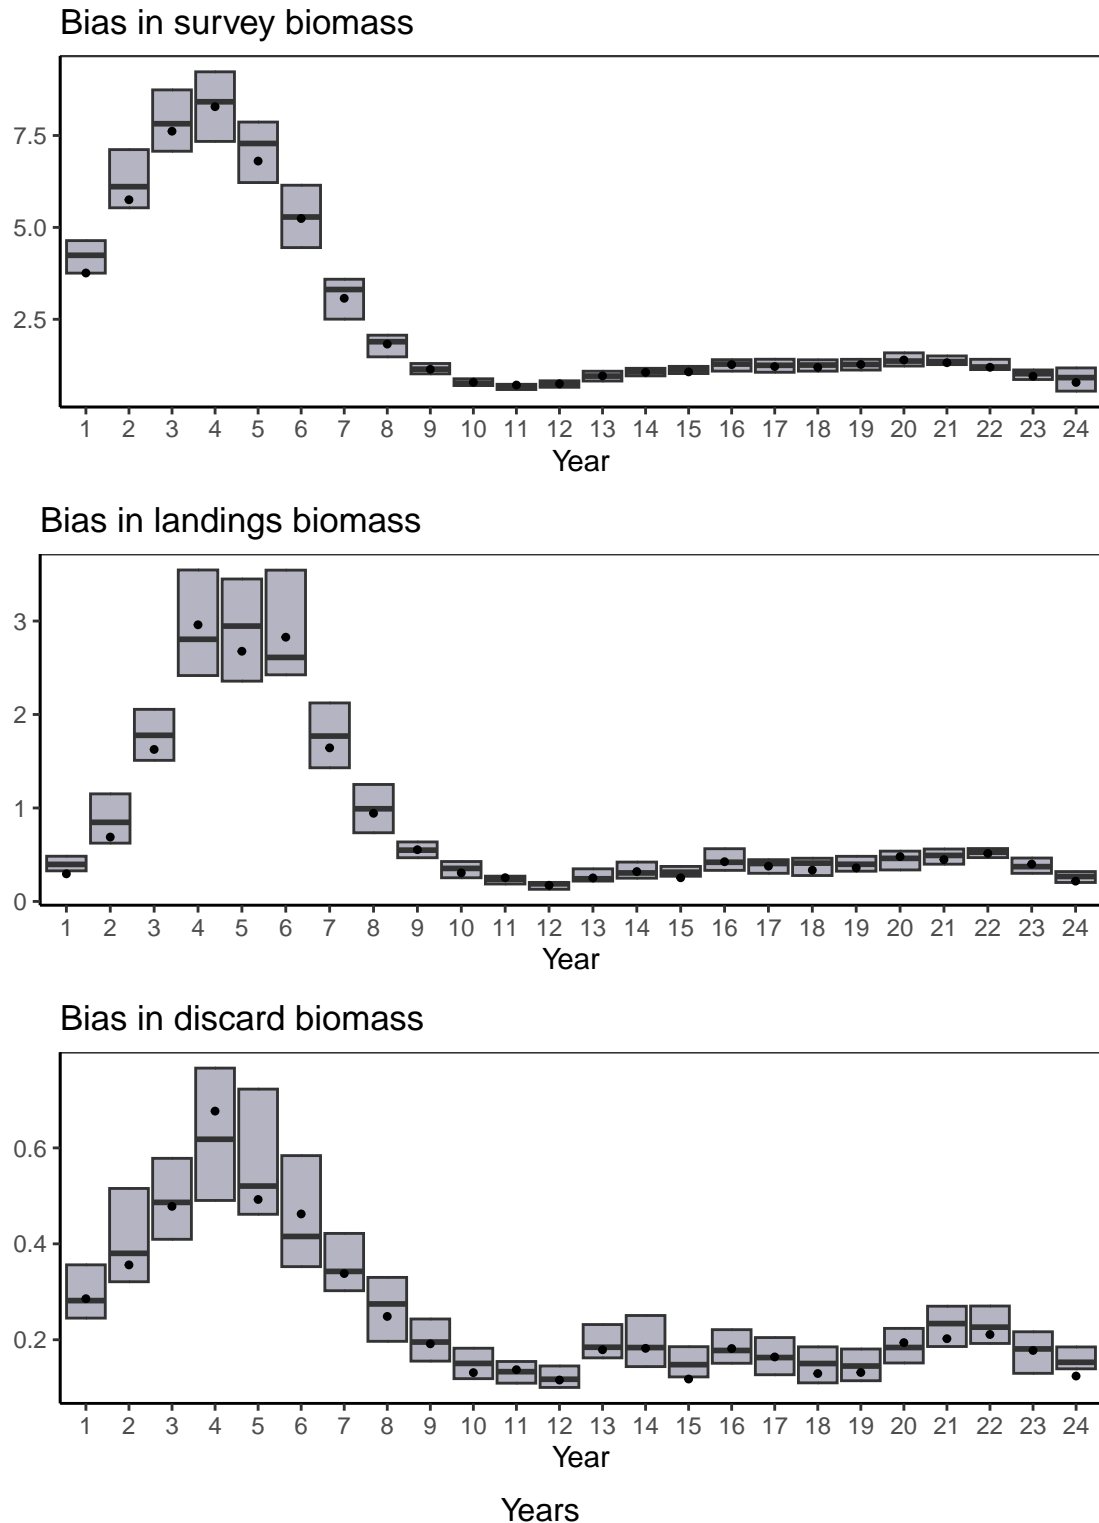 Bias in survey biomass
7.5
5.0
2.5
1 2 3 4 5 6 7 8 9 10 11 12 13 14 15 16 17 18 19 20 21 22 23 24
Year
Bias in landings biomass
3
2
1
0
1 2 3 4 5 6 7 8 9 10 11 12 13 14 15 16 17 18 19 20 21 22 23 24
Year
Bias in discard biomass
0.6
0.4
0.2
1 2 3 4 5 6 7 8 9 10 11 12 13 14 15 16 17 18 19 20 21 22 23 24
Year
Years